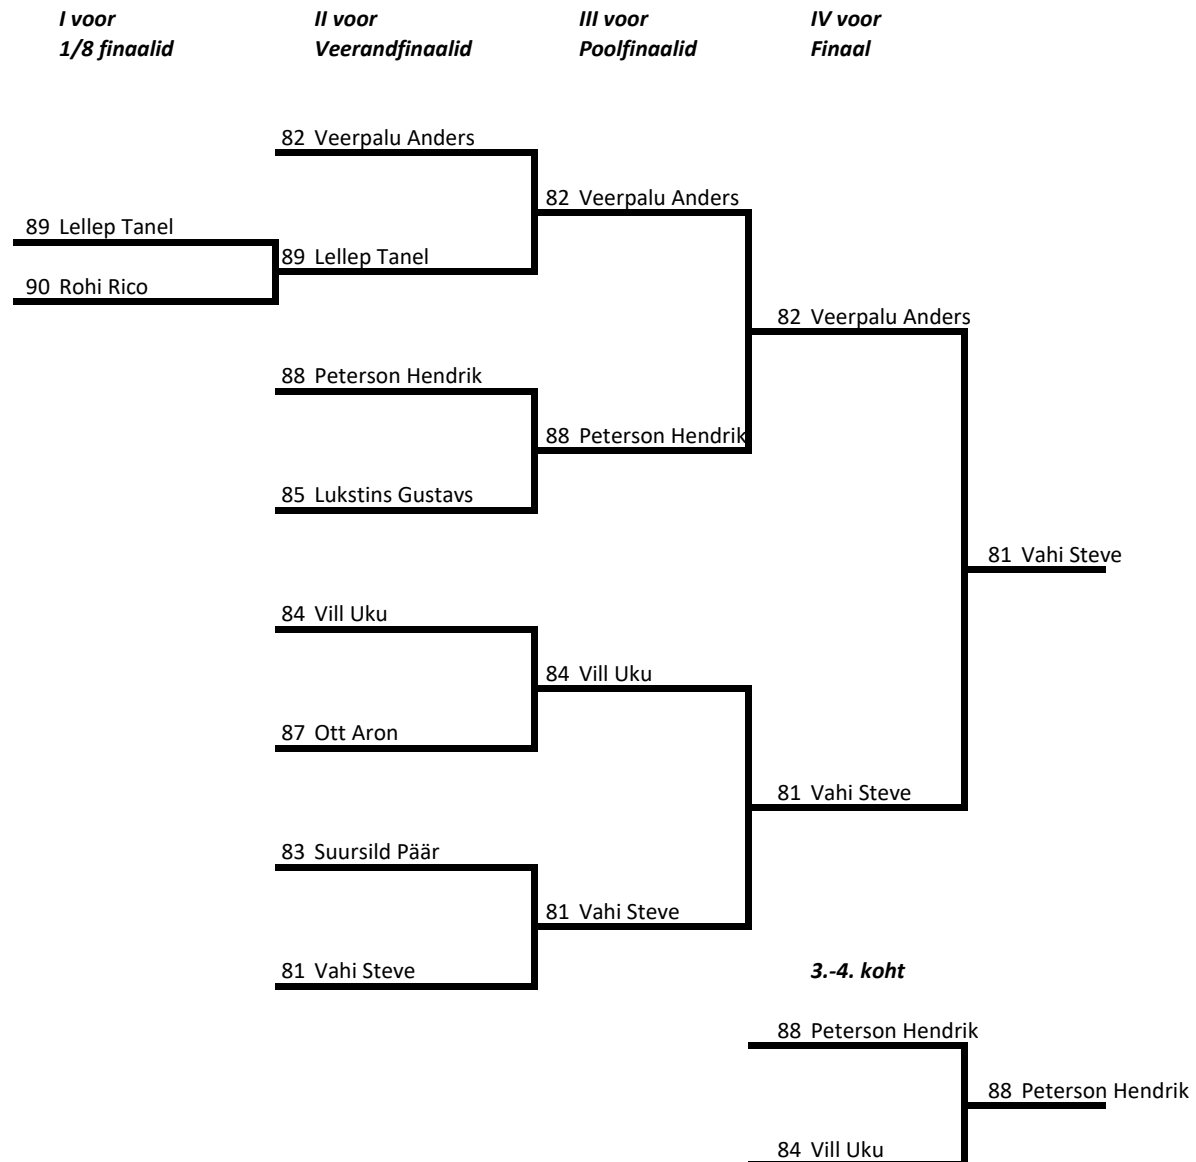 I voor
1/8 finaalid
II voor
Veerandfinaalid
III voor
Poolfinaalid
IV voor
Finaal
82 Veerpalu Anders
82 Veerpalu Anders
89 Lellep Tanel
89 Lellep Tanel
90 Rohi Rico
82 Veerpalu Anders
88 Peterson Hendrik
88 Peterson Hendrik
85 Lukstins Gustavs
81 Vahi Steve
84 Vill Uku
84 Vill Uku
87 Ott Aron
81 Vahi Steve
83 Suursild Päär
81 Vahi Steve
81 Vahi Steve
3.-4. koht
88 Peterson Hendrik
88 Peterson Hendrik
84 Vill Uku